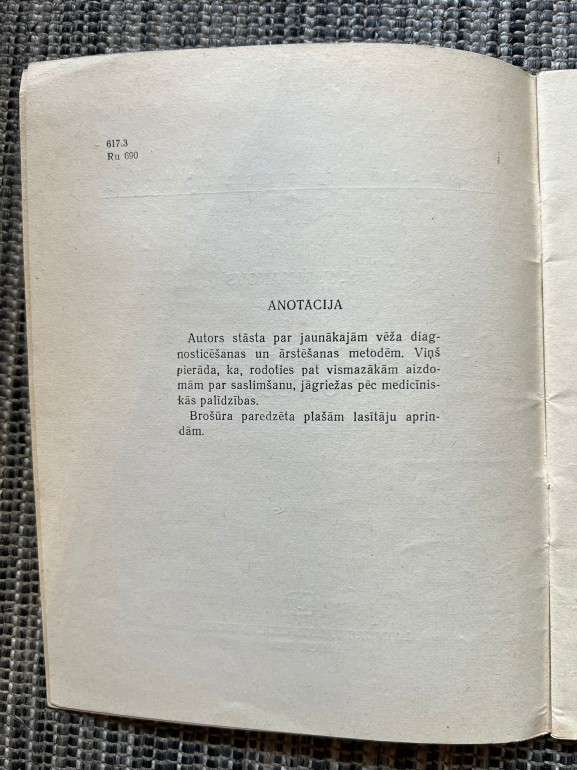 617.3
Ru 690
ANOTĀCIJA
Autors stāsta par jaunākajām vēža diag-
nosticēšanas un ārstēšanas metodēm. Viņš
pierāda, ka, rodoties pat vismazākām aizdo-
mām par saslimšanu, jāgriežas pēc medicīnis-
kās palīdzības.
Brošūra paredzēta plašām lasītāju aprin-
dām.